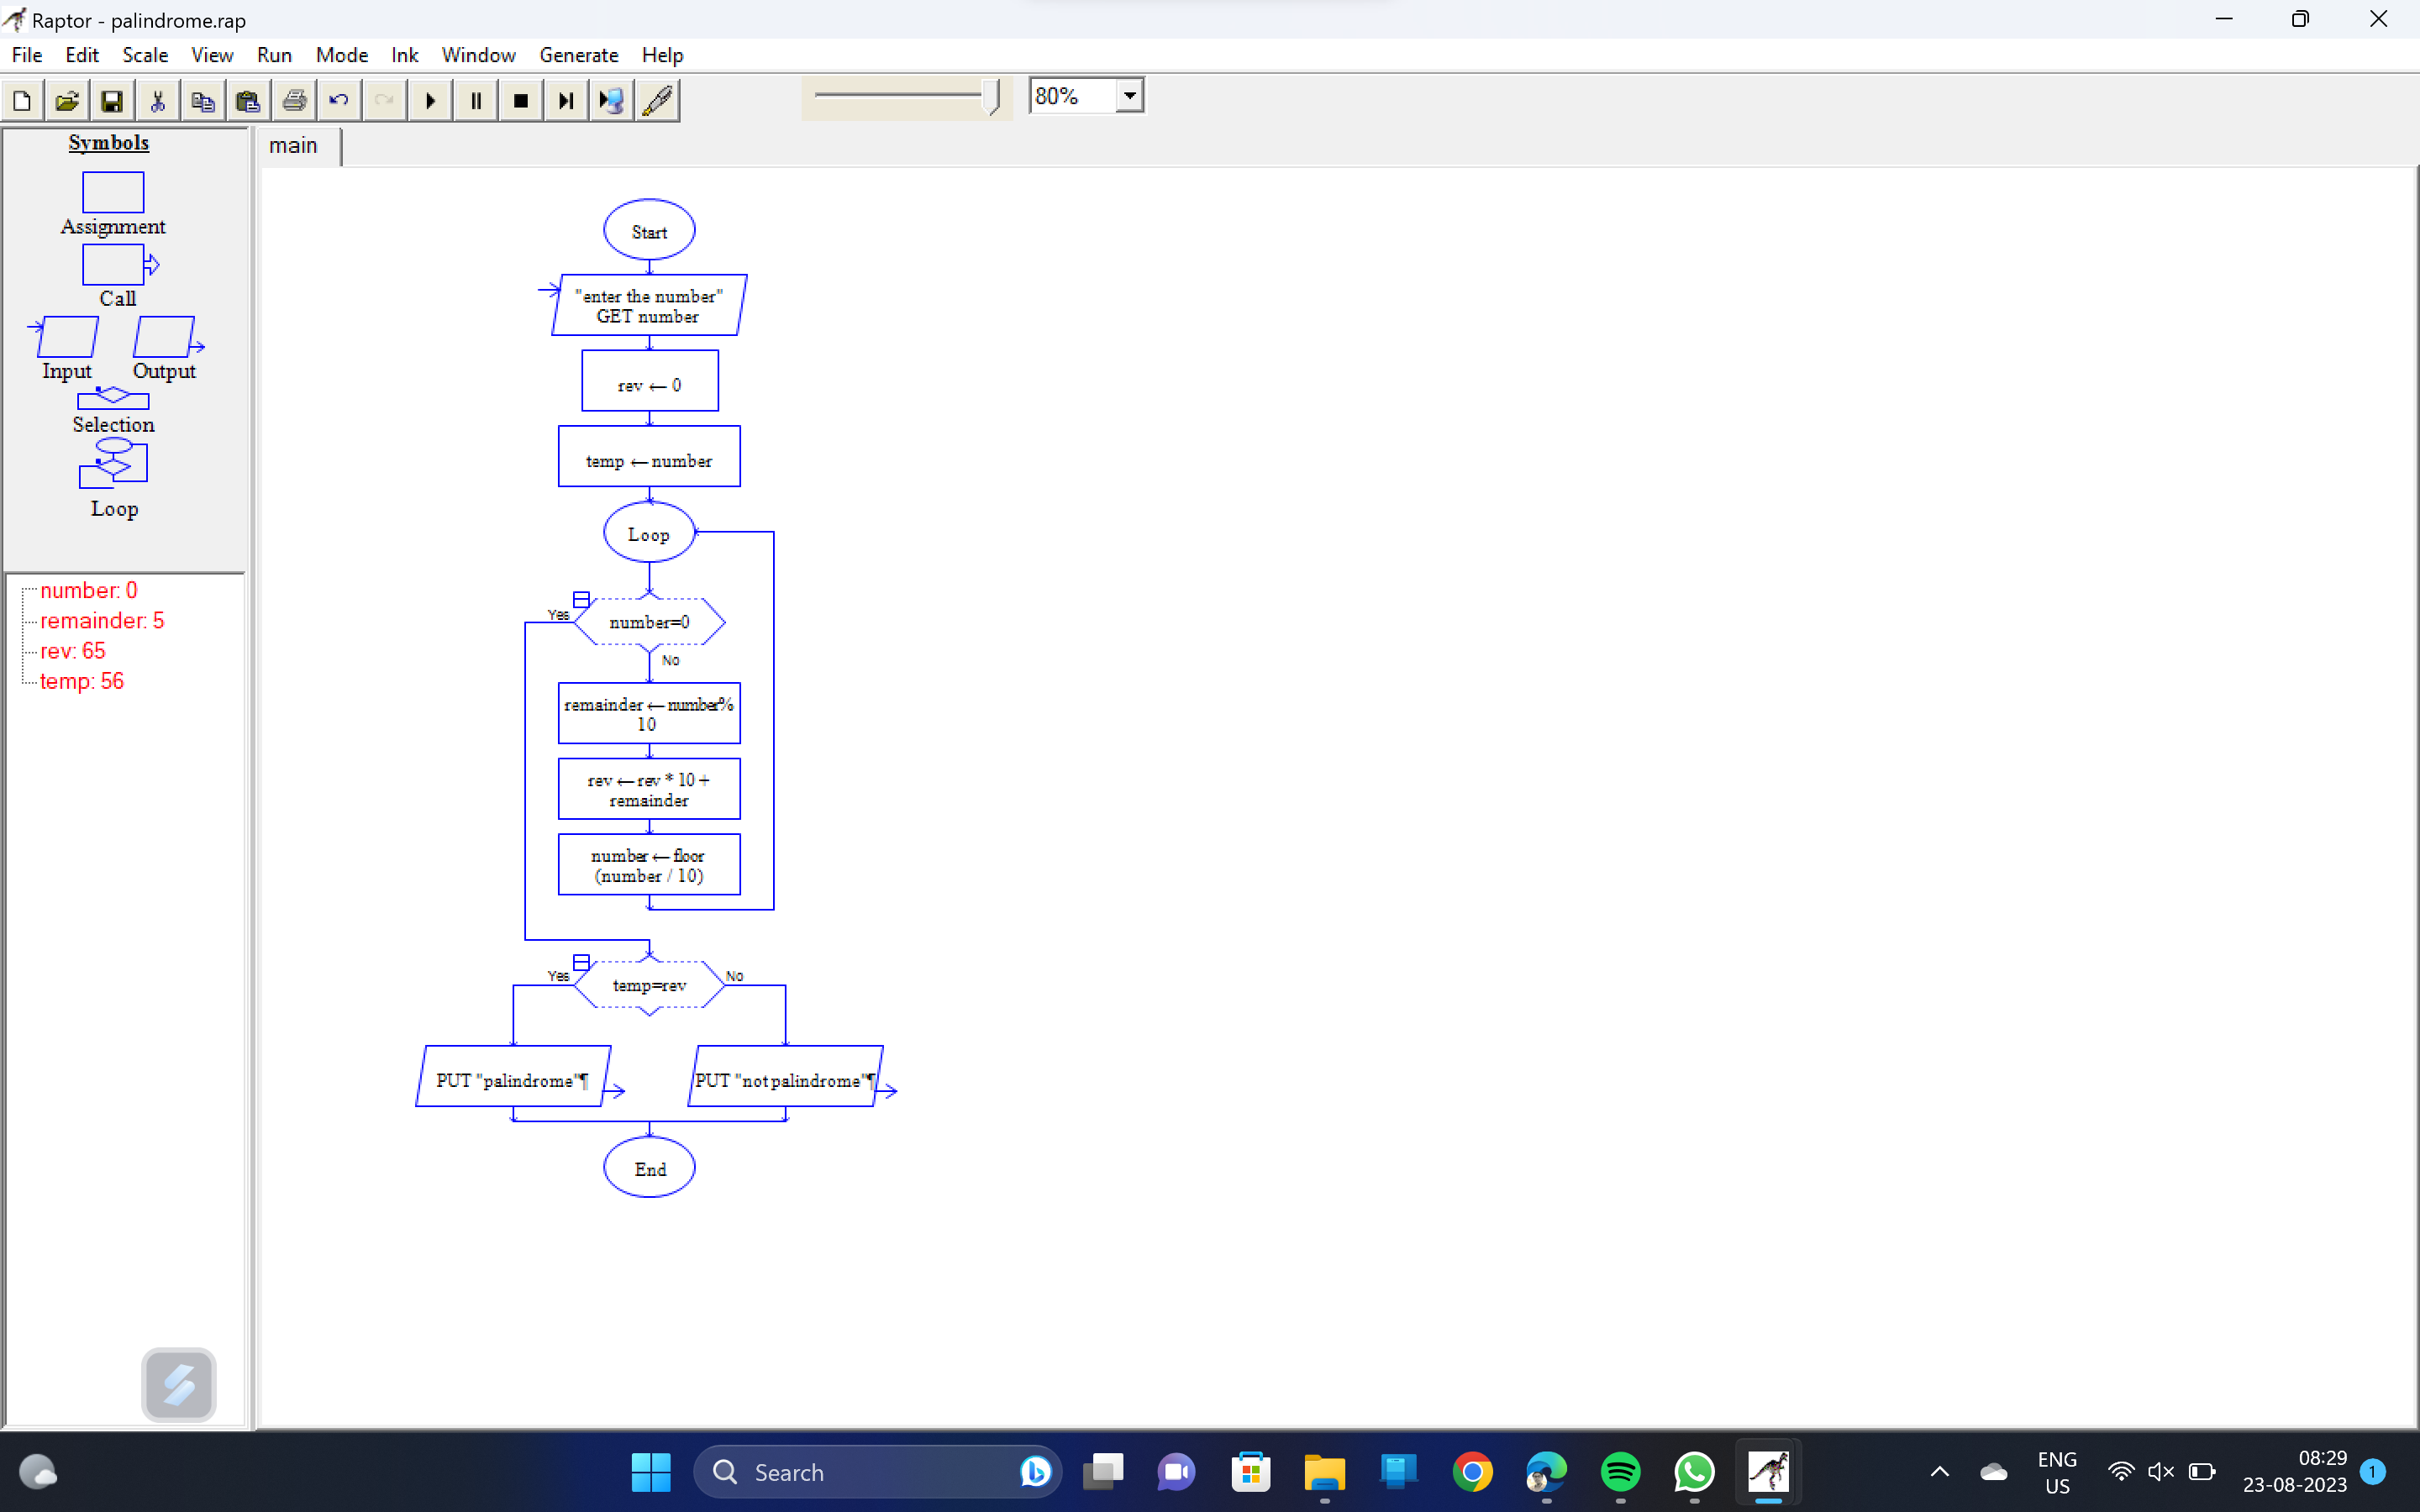 Raptor - palindrome.rap
File Edit Scale View Run Mode Ink Window Generate Help
80%
Symbols
Assignment
Call
Input Output
Selection
Loop
number: 0
remainder: 5
rev: 65
temp: 56
main
Start
"enter the number"
GET number
rev ← 0
temp ← number
Loop
Yes
number=0
No
remainder ← number%
10
rev ← rev * 10 +
remainder
number ← floor
(number / 10)
Yes
temp=rev
No
PUT "palindrome"¶
PUT "not palindrome"¶
End
Search
ENG
US
08:29
23-08-2023
1